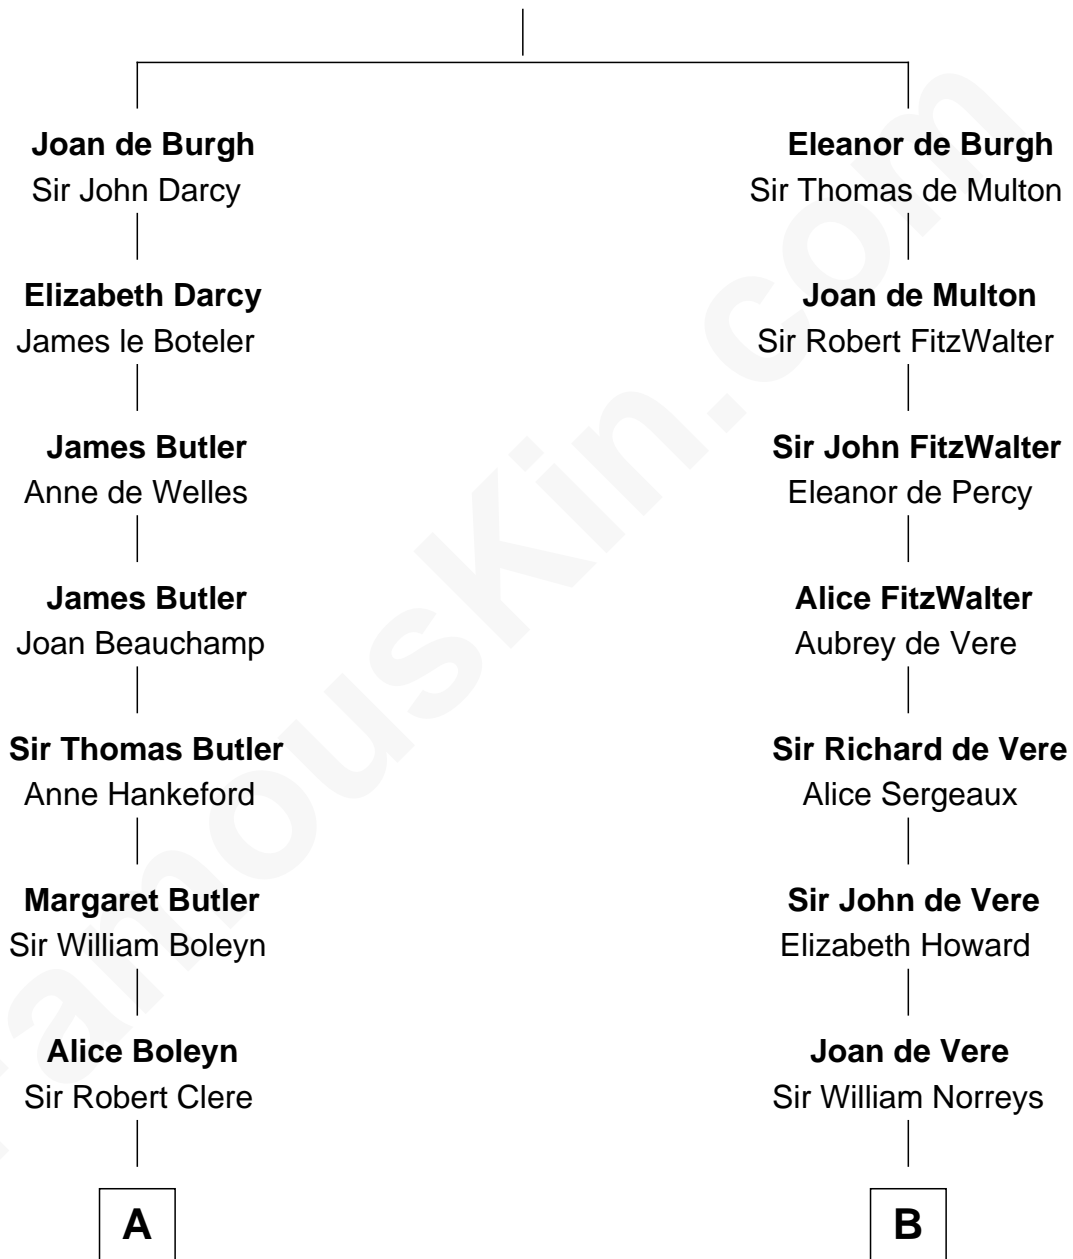 Joan de Burgh
Sir John Darcy
Elizabeth Darcy
James le Boteler
James Butler
Anne de Welles
James Butler
Joan Beauchamp
Sir Thomas Butler
Anne Hankeford
Margaret Butler
Sir William Boleyn
Alice Boleyn
Sir Robert Clere
A
Eleanor de Burgh
Sir Thomas de Multon
Joan de Multon
Sir Robert FitzWalter
Sir John FitzWalter
Eleanor de Percy
Alice FitzWalter
Aubrey de Vere
Sir Richard de Vere
Alice Sergeaux
Sir John de Vere
Elizabeth Howard
Joan de Vere
Sir William Norreys
B
FamousKin.com